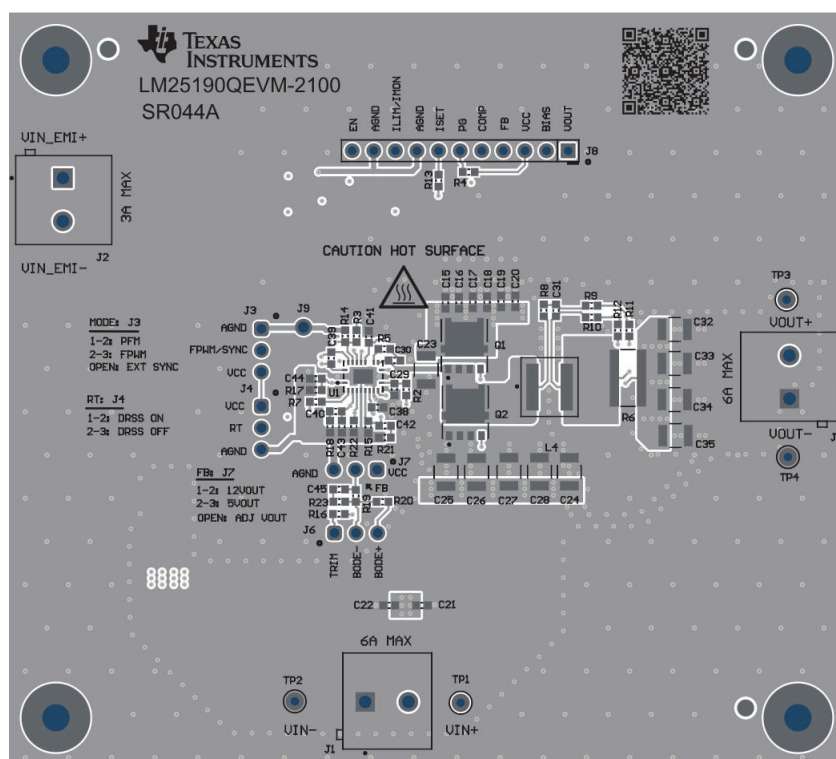 TEXAS
INSTRUMENTS
LM25190QEVM-2100
SR044A
VIN_EMI+
3A MAX
J2
VIN_EMI-
EN
AGND
ILIM/IMON
AGND
ISET
PG
COMP
FB
VCC
BIAS
VOUT
J8
R13
R4
CAUTION HOT SURFACE
MODE: J3
1-2: PFM
2-3: FPWM
OPEN: EXT SYNC
RT: J4
1-2: DRSS ON
2-3: DRSS OFF
FB: J7
1-2: 12VOUT
2-3: 5VOUT
OPEN: ADJ VOUT
J3
J9
AGND
FPWM/SYNC
VCC
J4
VCC
RT
AGND
R14
R3
C41
C39
R5
C30
C29
C44
R17
R7
U1
C40
C38
C42
R2
R18
C43
R22
R15
R21
C23
C15
C16
C17
C18
C19
C20
Q1
Q2
R8
C31
R9
R10
R12
R11
R6
L4
C32
C33
C34
C35
TP3
VOUT+
6A MAX
J
VOUT-
TP4
AGND
J7
VCC
FB
C45
R23
R16
R19
R20
J6
TRIM
BODE-
BODE+
C25
C26
C27
C28
C24
C22
C21
6A MAX
TP2
VIN-
J1
TP1
VIN+